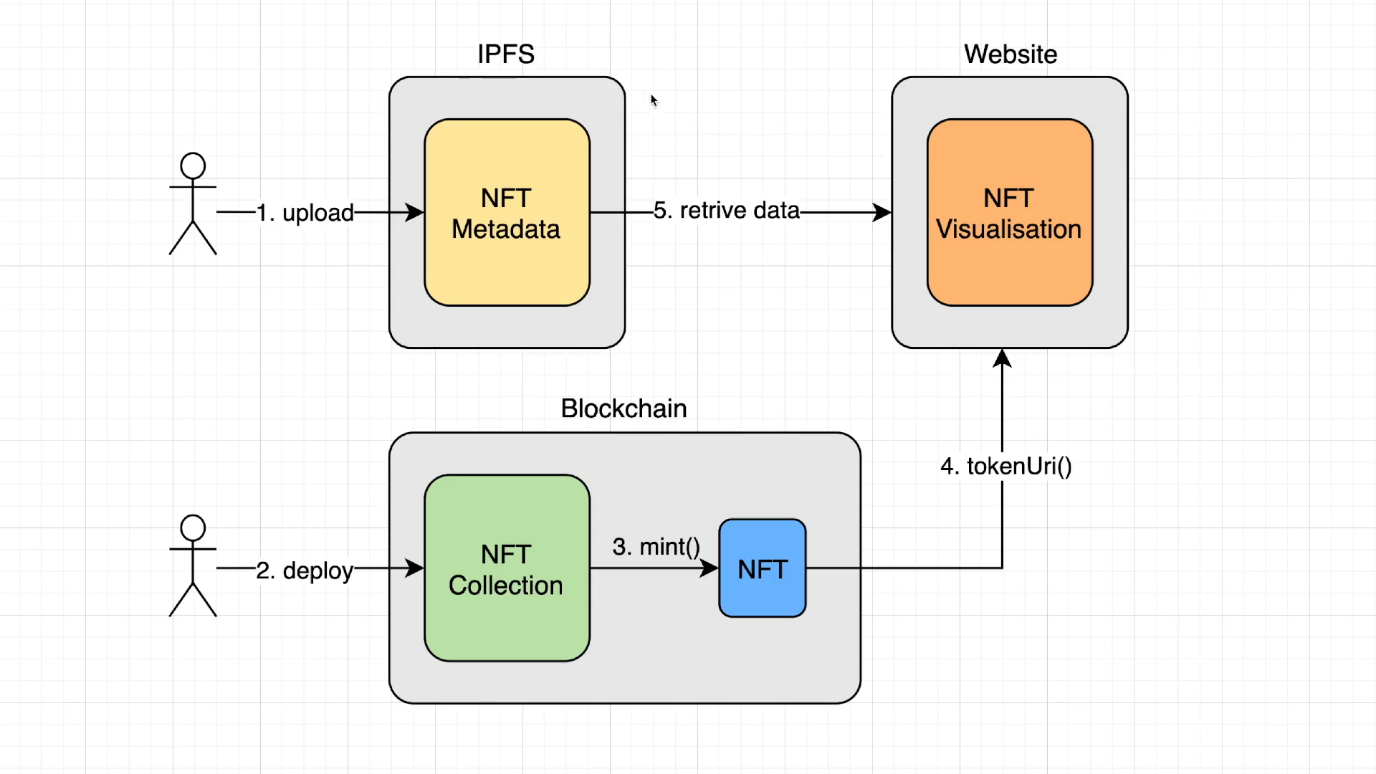 IPFS
Website
NFT
Metadata
NFT
Visualisation
1. upload
5. retrive data
Blockchain
4. tokenUri()
NFT
Collection
3. mint()
NFT
2. deploy